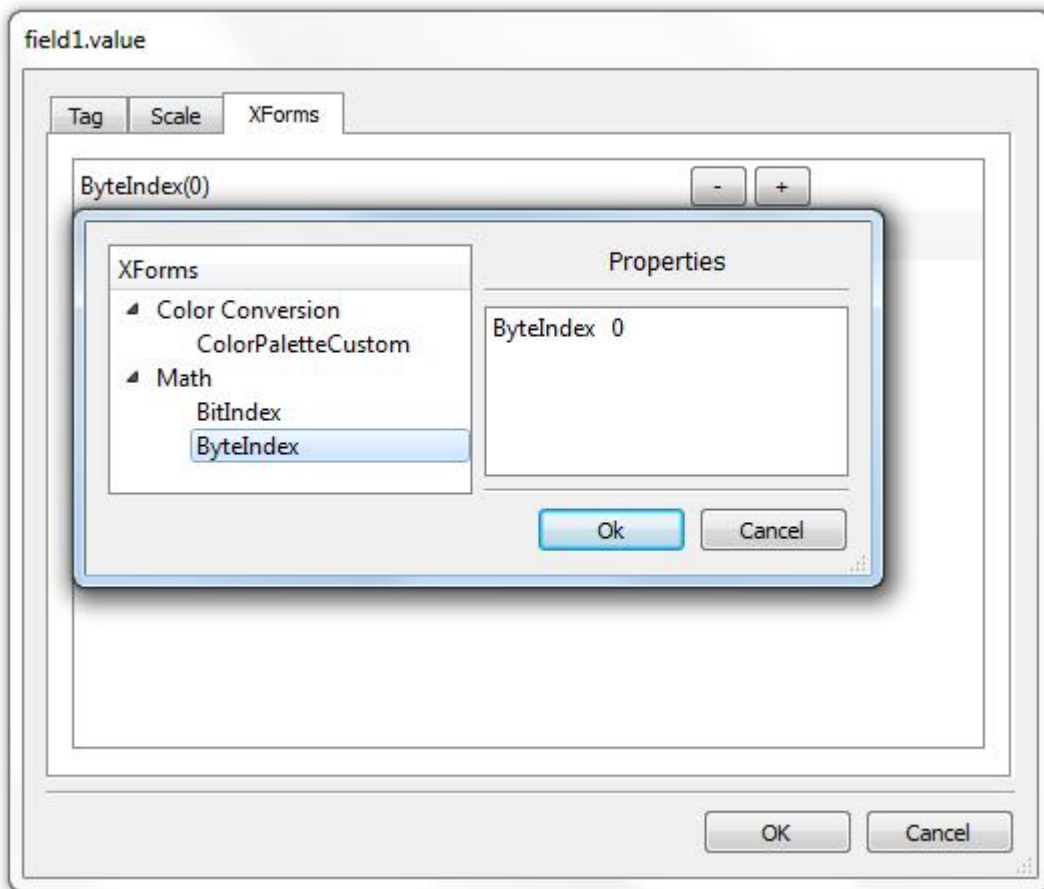 field1.value
Tag Scale XForms
ByteIndex(0) - +
XForms
Color Conversion
ColorPaletteCustom
Math
BitIndex
ByteIndex
Properties
ByteIndex 0
Ok Cancel
OK Cancel